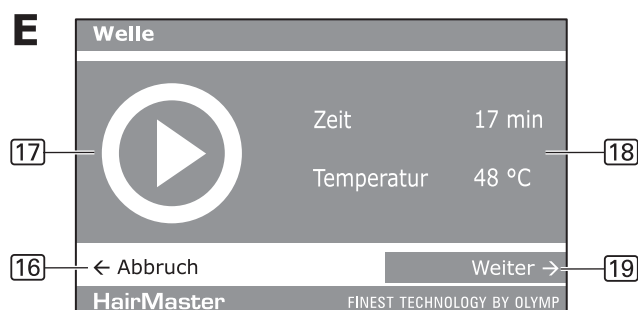 E
Welle
Zeit 17 min
17 18
Temperatur 48 °C
16 ← Abbruch Weiter → 19
HairMaster FINEST TECHNOLOGY BY OLYMP